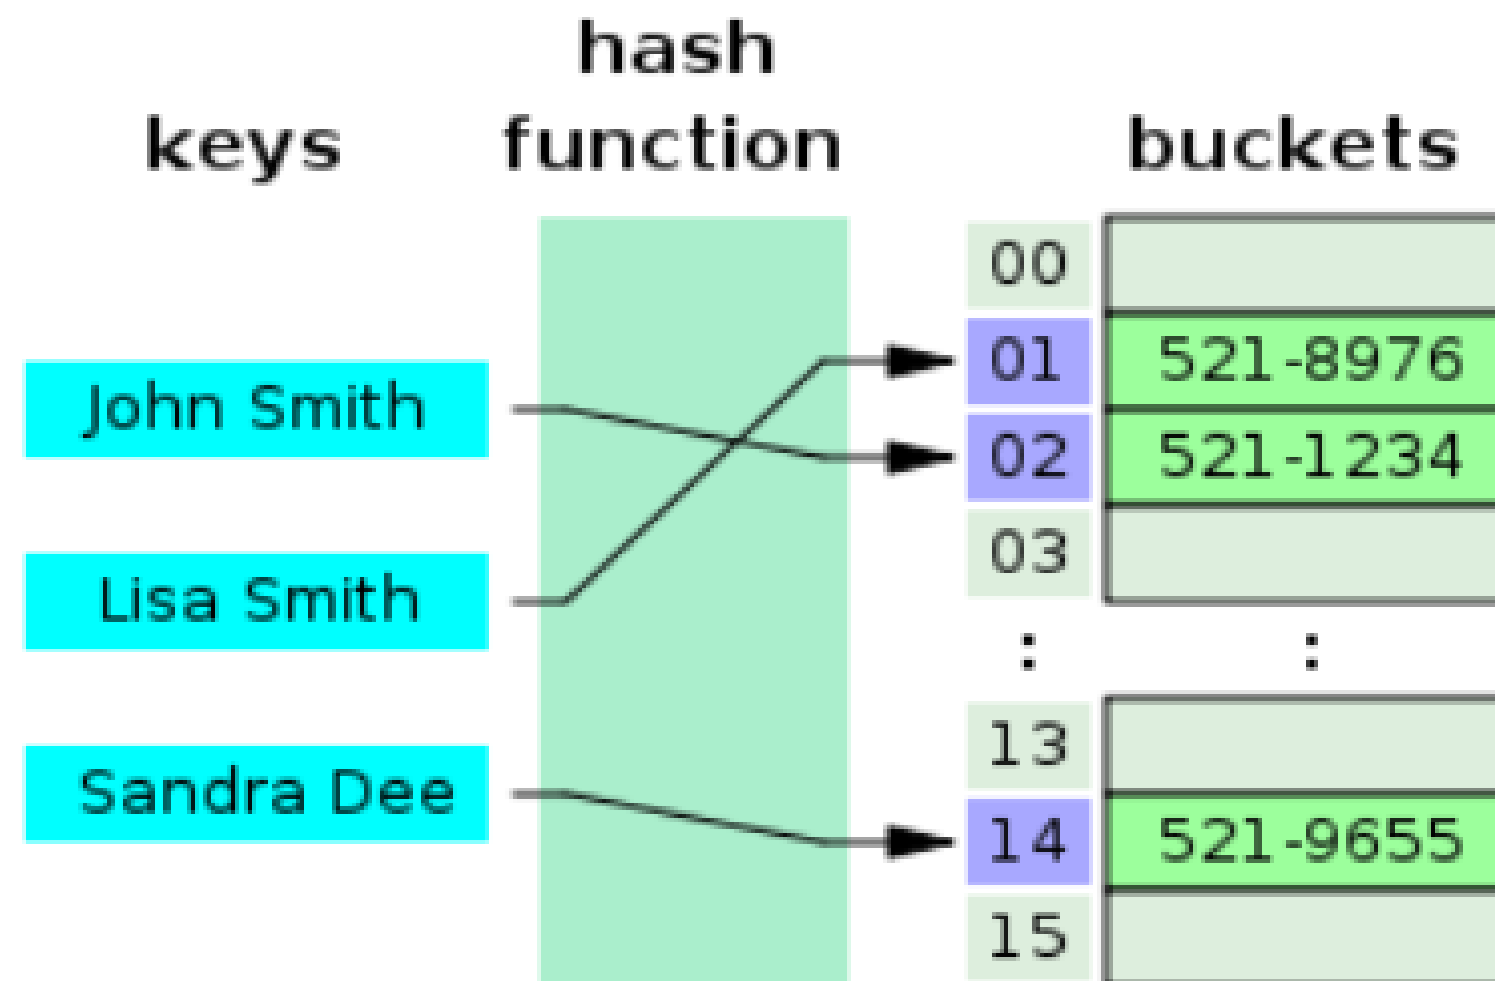 hash
keys function buckets
00
01 521-8976
John Smith
02 521-1234
03
Lisa Smith
: :
13
Sandra Dee
14 521-9655
15